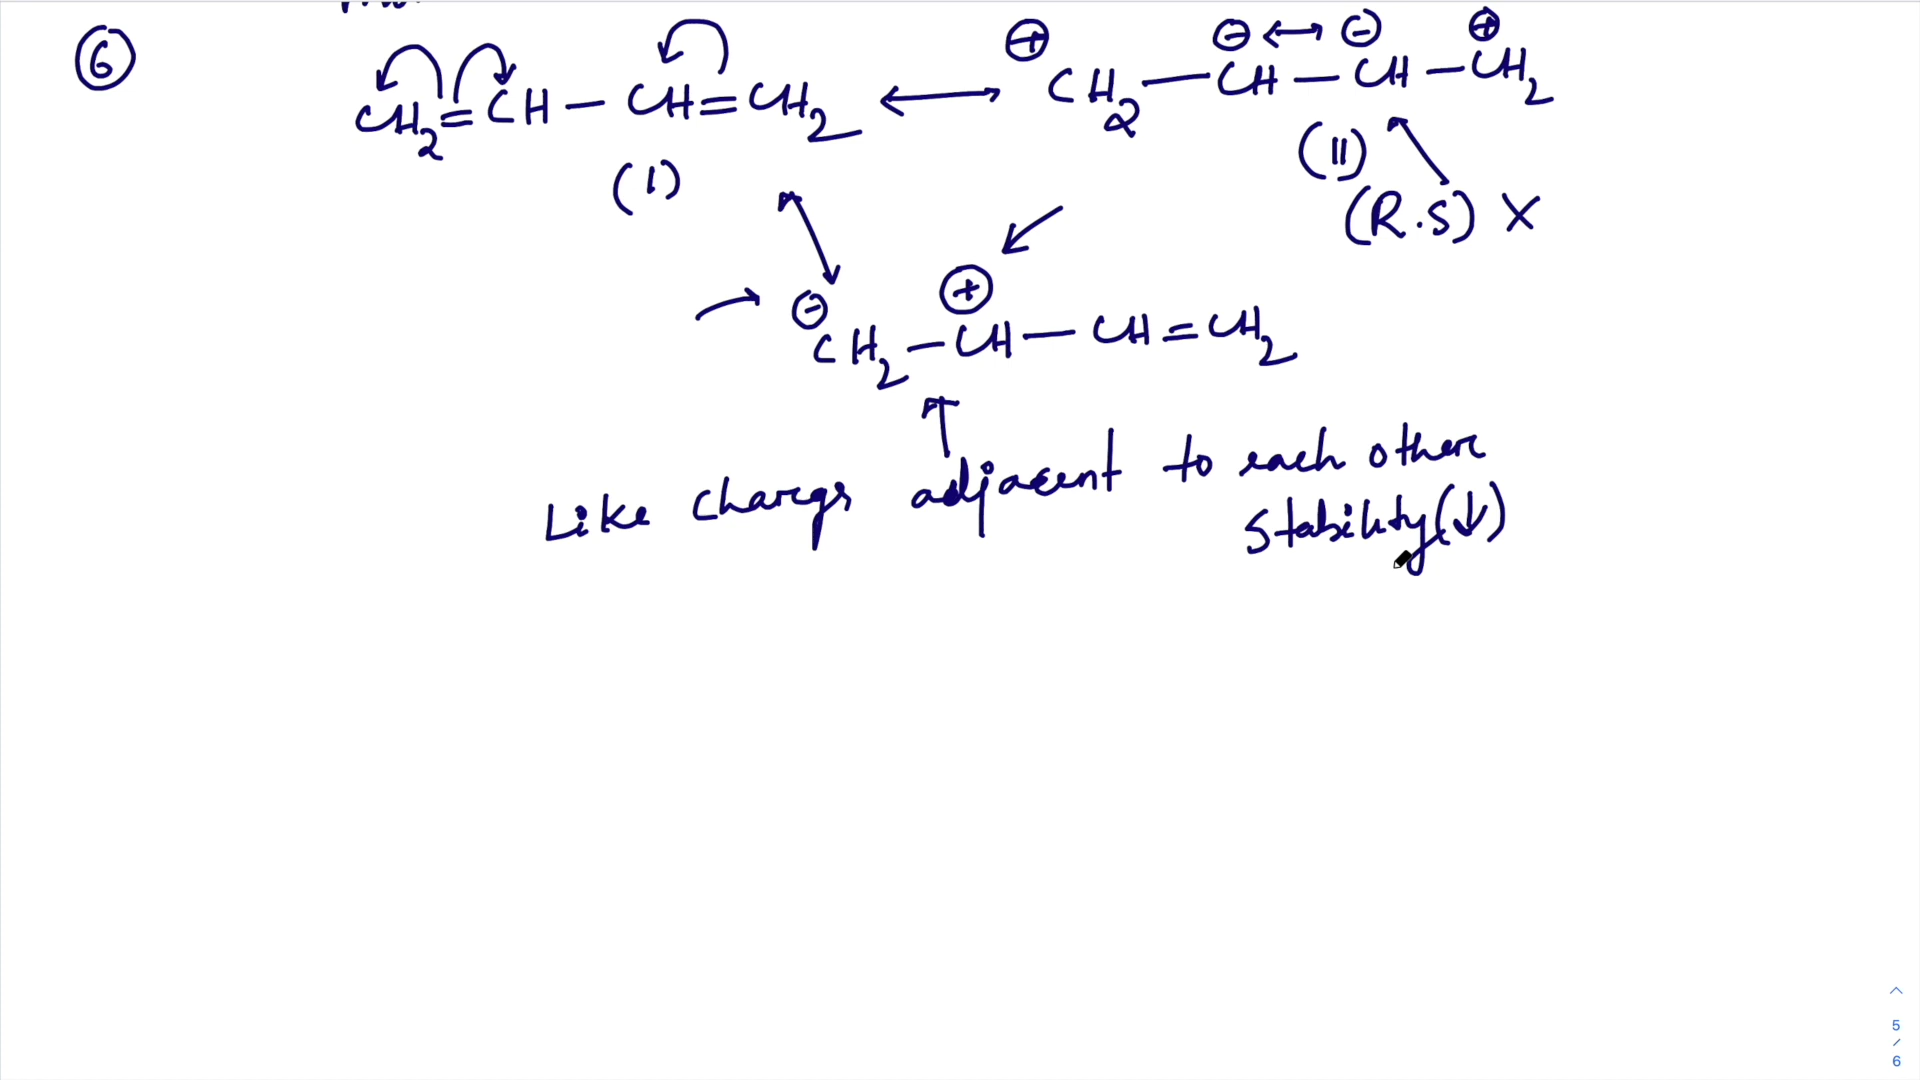 ⑥
CH₂=CH—CH=CH₂ ⟷ ⊕CH₂—⊖CH—⊖CH—⊕CH₂
(I) (II)
(R.S) X
⊖CH₂—⊕CH—CH=CH₂
Like chargs adjacent to each other
Stability(↓)
5
/
6